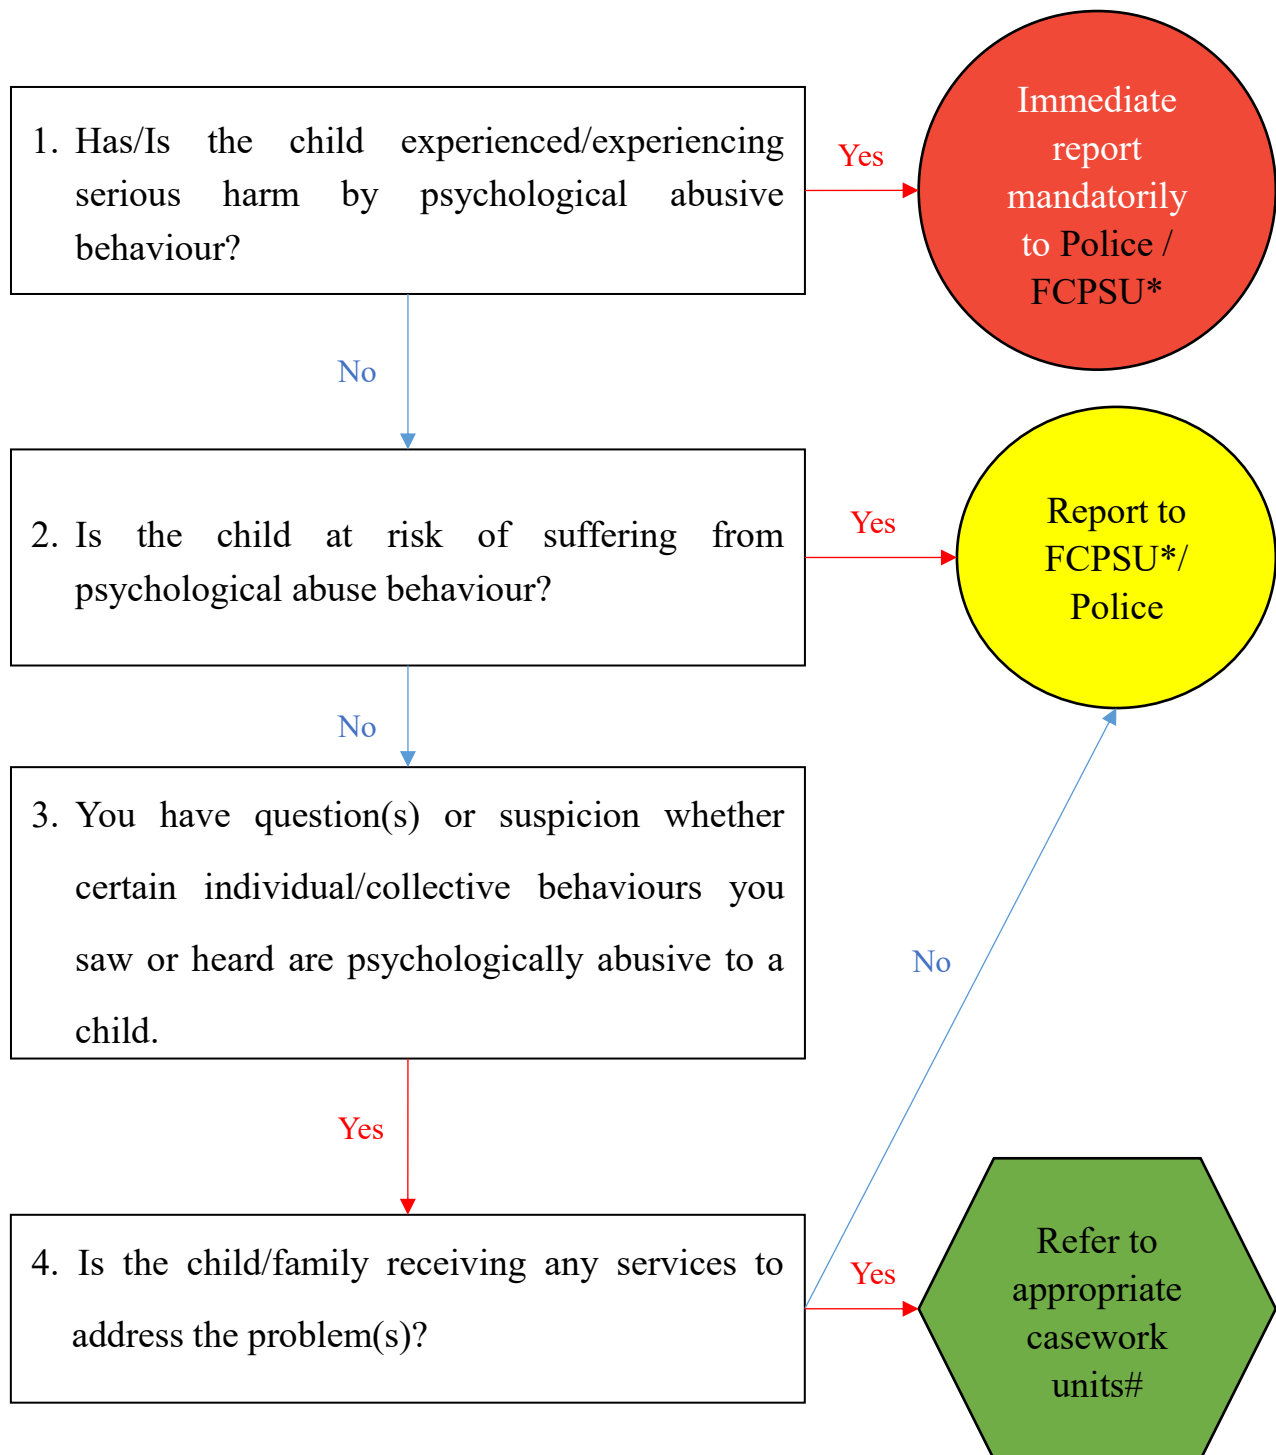 1. Has/Is the child experienced/experiencing
serious harm by psychological abusive
behaviour?
Yes
Immediate
report
mandatorily
to Police /
FCPSU*
No
2. Is the child at risk of suffering from
psychological abuse behaviour?
Yes
Report to
FCPSU*/
Police
No
3. You have question(s) or suspicion whether
certain individual/collective behaviours you
saw or heard are psychologically abusive to a
child.
No
Yes
4. Is the child/family receiving any services to
address the problem(s)?
Yes
Refer to
appropriate
casework
units#